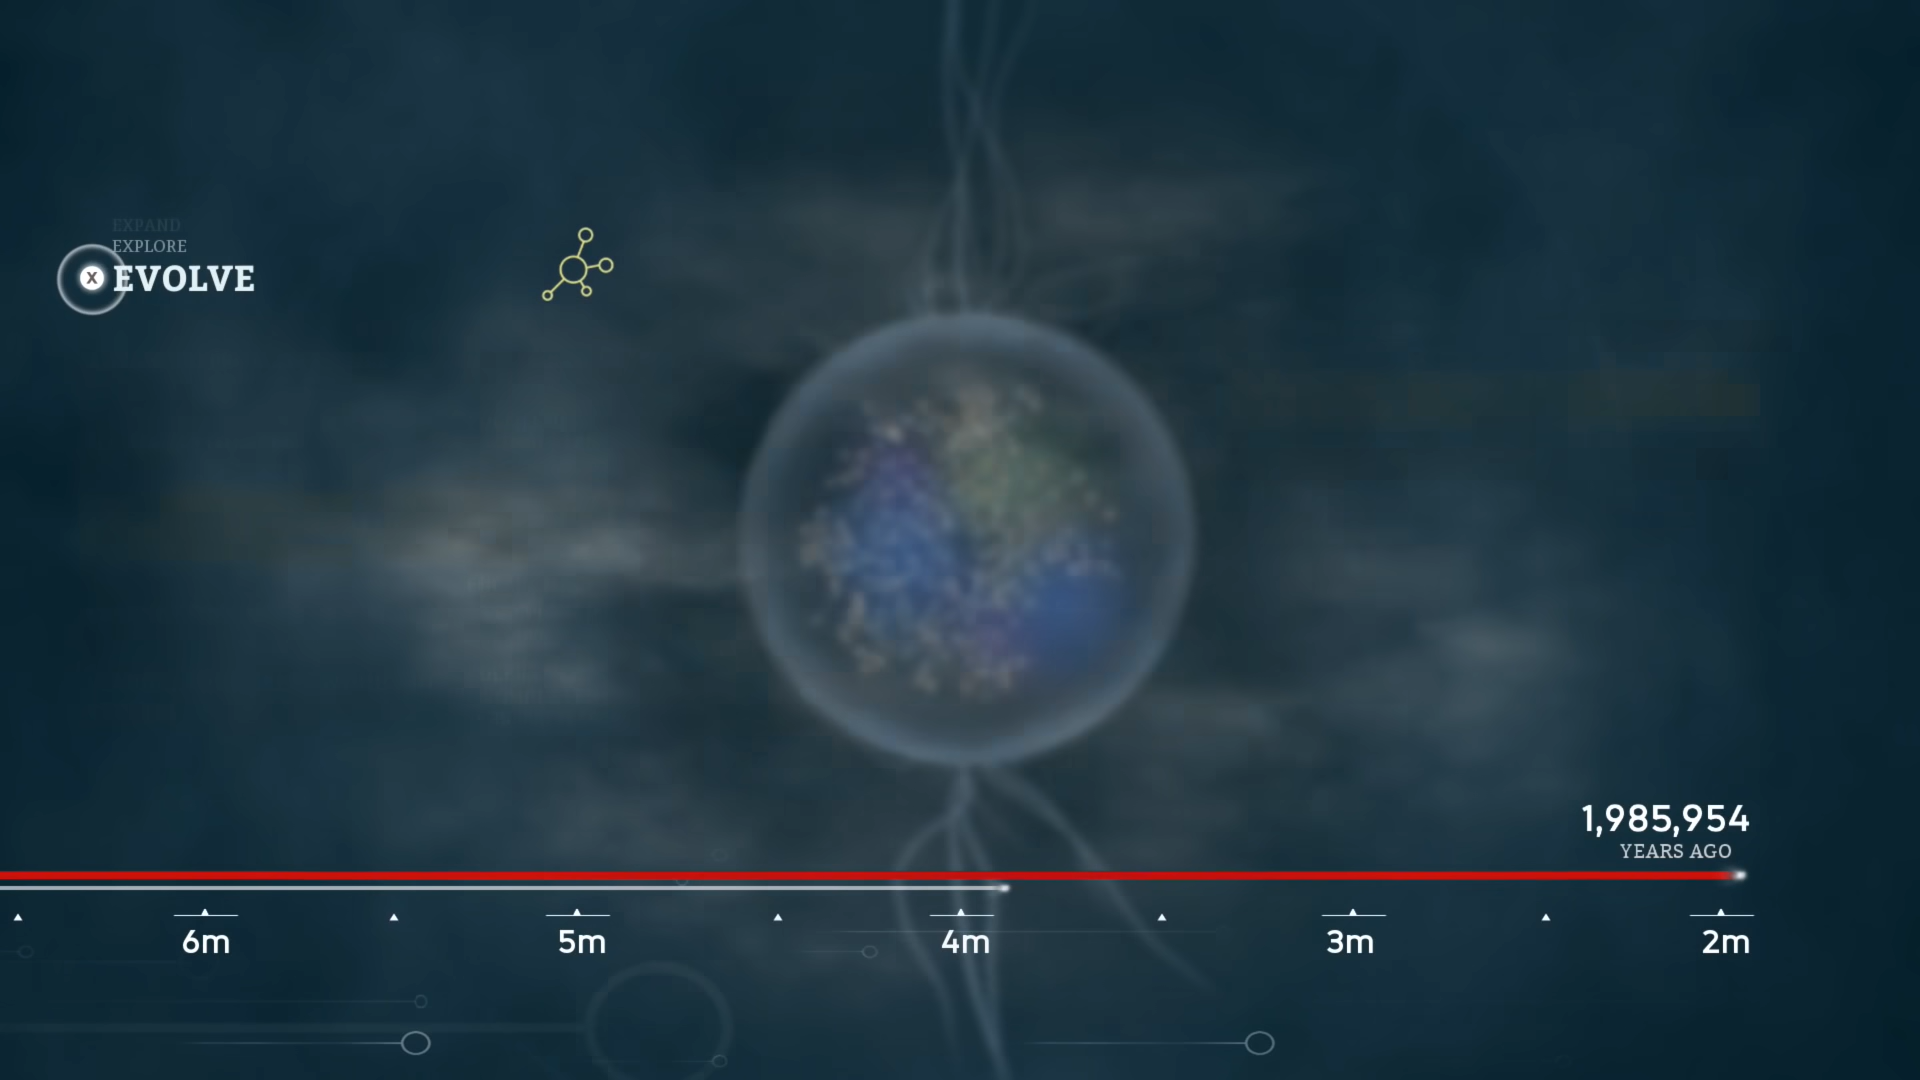 EXPAND
EXPLORE
X EVOLVE
1,985,954
YEARS AGO
6m 5m 4m 3m 2m